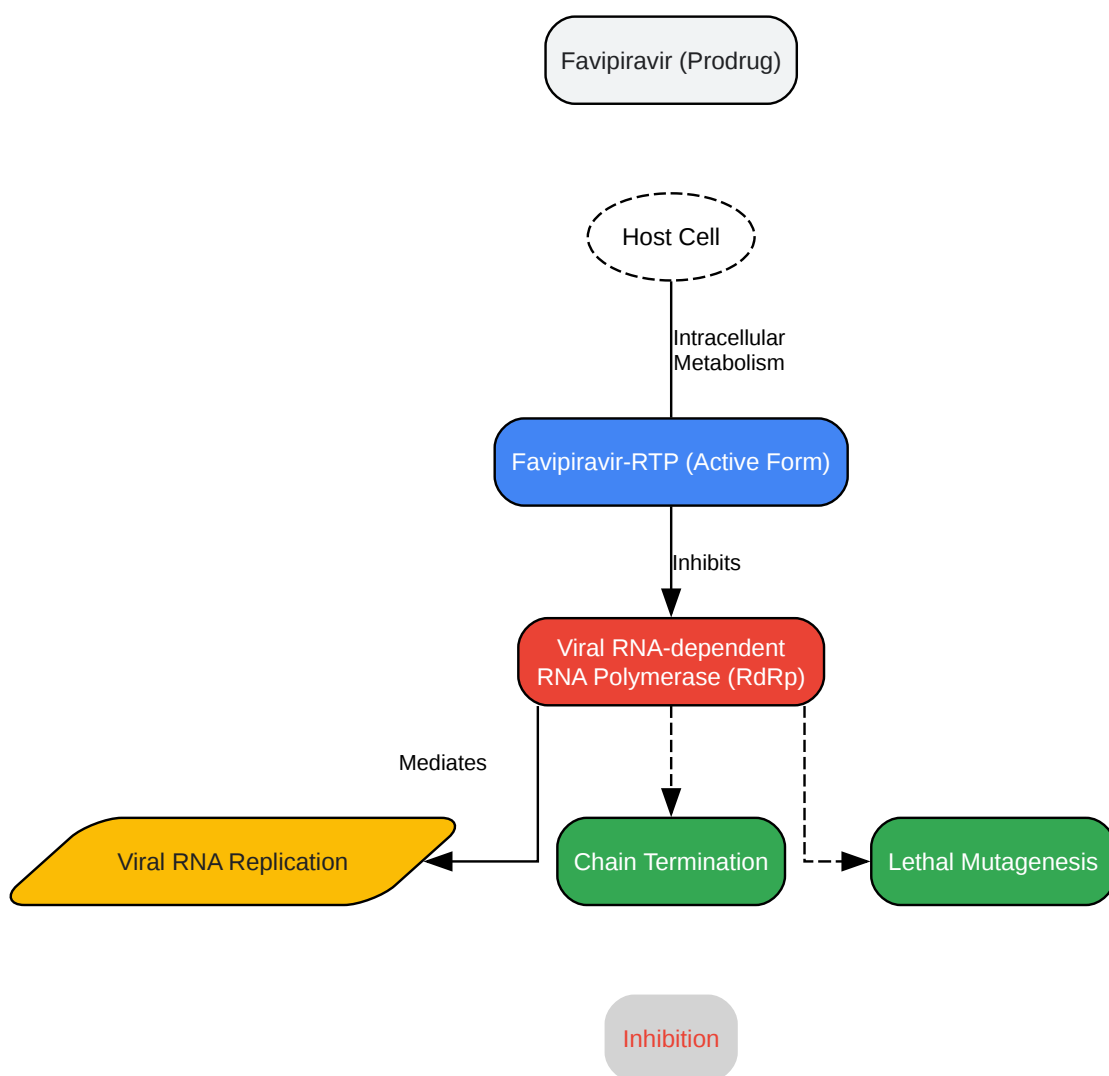 Favipiravir (Prodrug)
Host Cell
Intracellular
Metabolism
Favipiravir-RTP (Active Form)
Inhibits
Viral RNA-dependent
RNA Polymerase (RdRp)
Mediates
Viral RNA Replication
Chain Termination
Lethal Mutagenesis
Inhibition